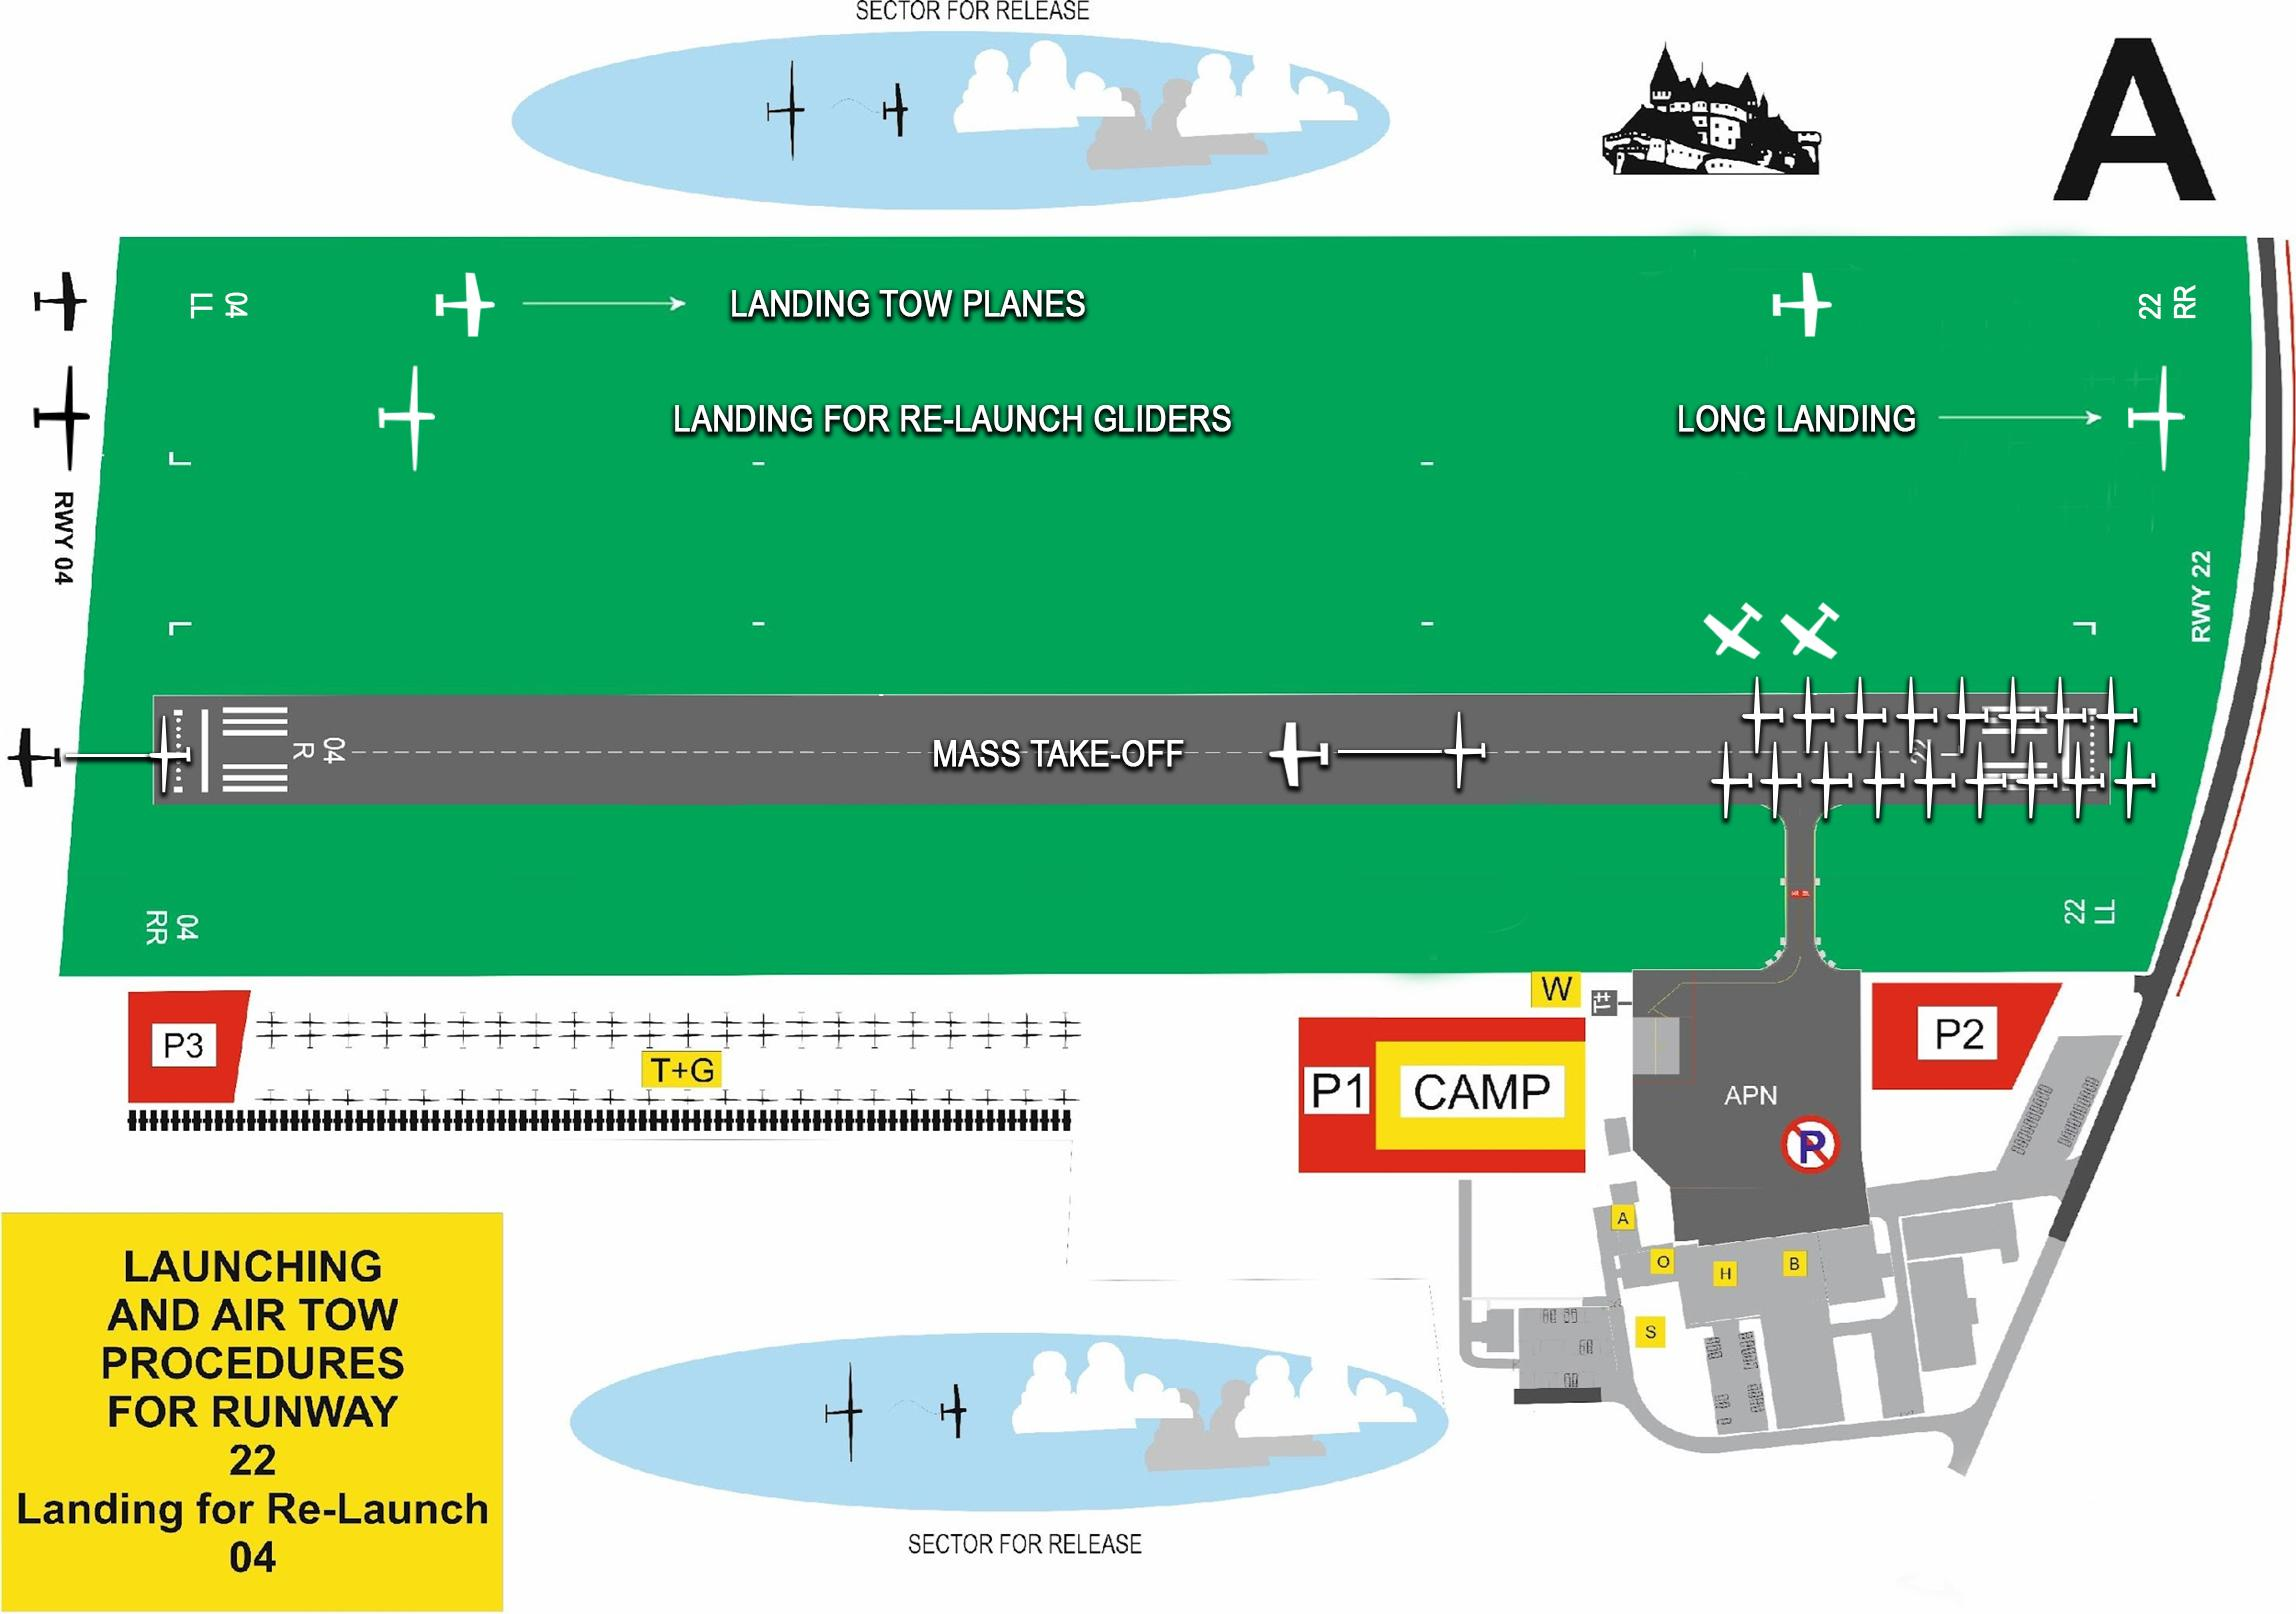 SECTOR FOR RELEASE
A
04
LL
LANDING TOW PLANES
22
RR
LANDING FOR RE-LAUNCH GLIDERS
LONG LANDING
RWY 04
RWY 22
04
R
MASS TAKE-OFF
04
RR
22
LL
W
P3
T+G
P1
CAMP
P2
APN
P
A
O
H
B
S
LAUNCHING
AND AIR TOW
PROCEDURES
FOR RUNWAY
22
Landing for Re-Launch
04
SECTOR FOR RELEASE